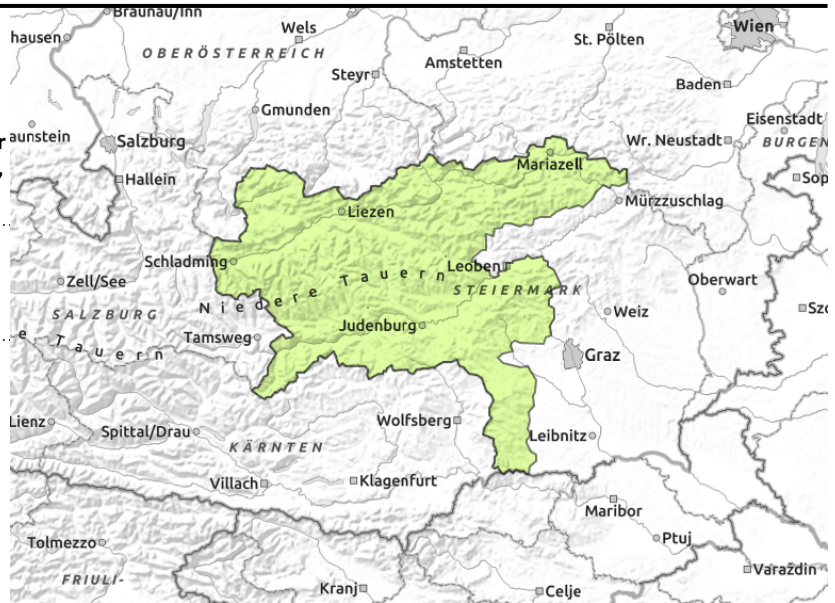 Braunau/Inn
hausen
Wels
OBERÖSTERREICH
St. Pölten
Wien
Steyr
Amstetten
Baden
Gmunden
Eisenstadt
aunstein
Salzburg
Wr. Neustadt
BURGEN
Mariazell
Hallein
Sop
Mürzzuschlag
Liezen
Schladming
Leoben
Zell/See
Niedere Tauern
STEIERMARK
Oberwart
SALZBURG
Weiz
Szo
Judenburg
e Tauern
Tamsweg
Graz
Lienz
Spittal/Drau
Wolfsberg
Leibnitz
KÄRNTEN
Villach
Klagenfurt
Maribor
Tolmezzo
Ptuj
FRIULI-
Varaždin
Kranj
Celje